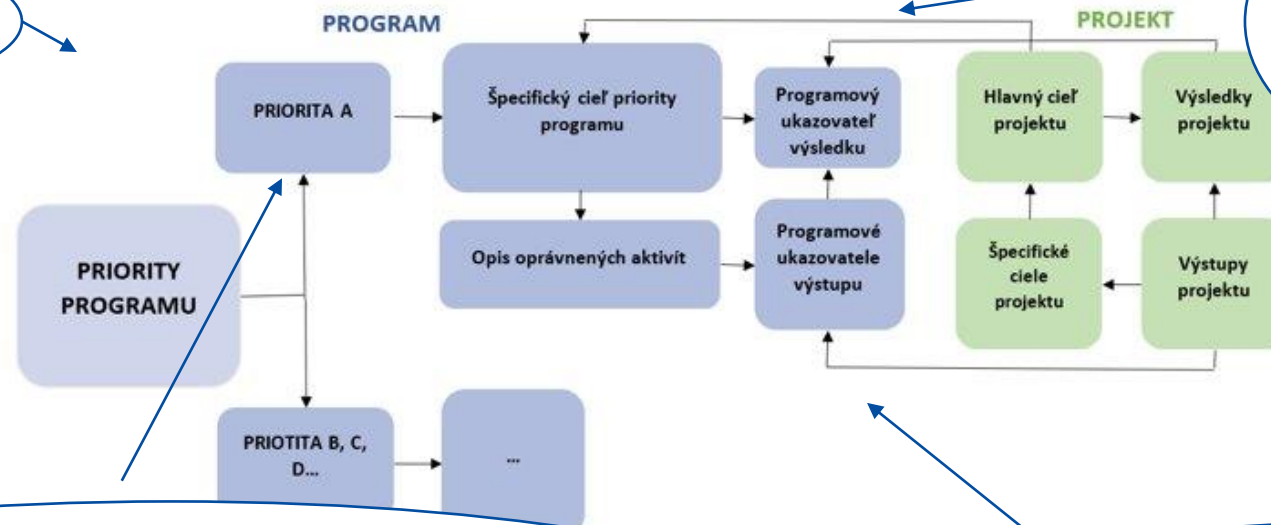 PROGRAM
PROJEKT
PRIORITA A
Špecifický cieľ priority
programu
Programový
ukazovateľ
výsledku
Hlavný cieľ
projektu
Výsledky
projektu
PRIORITY
PROGRAMU
Opis oprávnených aktivít
Programové
ukazovatele
výstupu
Špecifické
ciele
projektu
Výstupy
projektu
PRIOTITA B, C,
D...
...